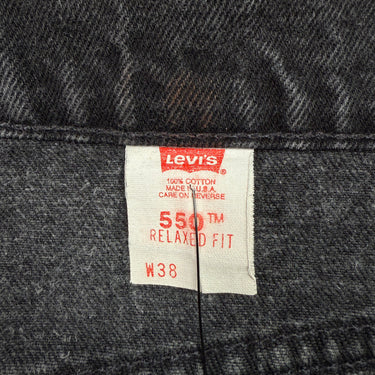 LEVI'S ®
100% COTTON
MADE IN U.S.A.
CARE ON REVERSE
550™
RELAXED FIT
W38